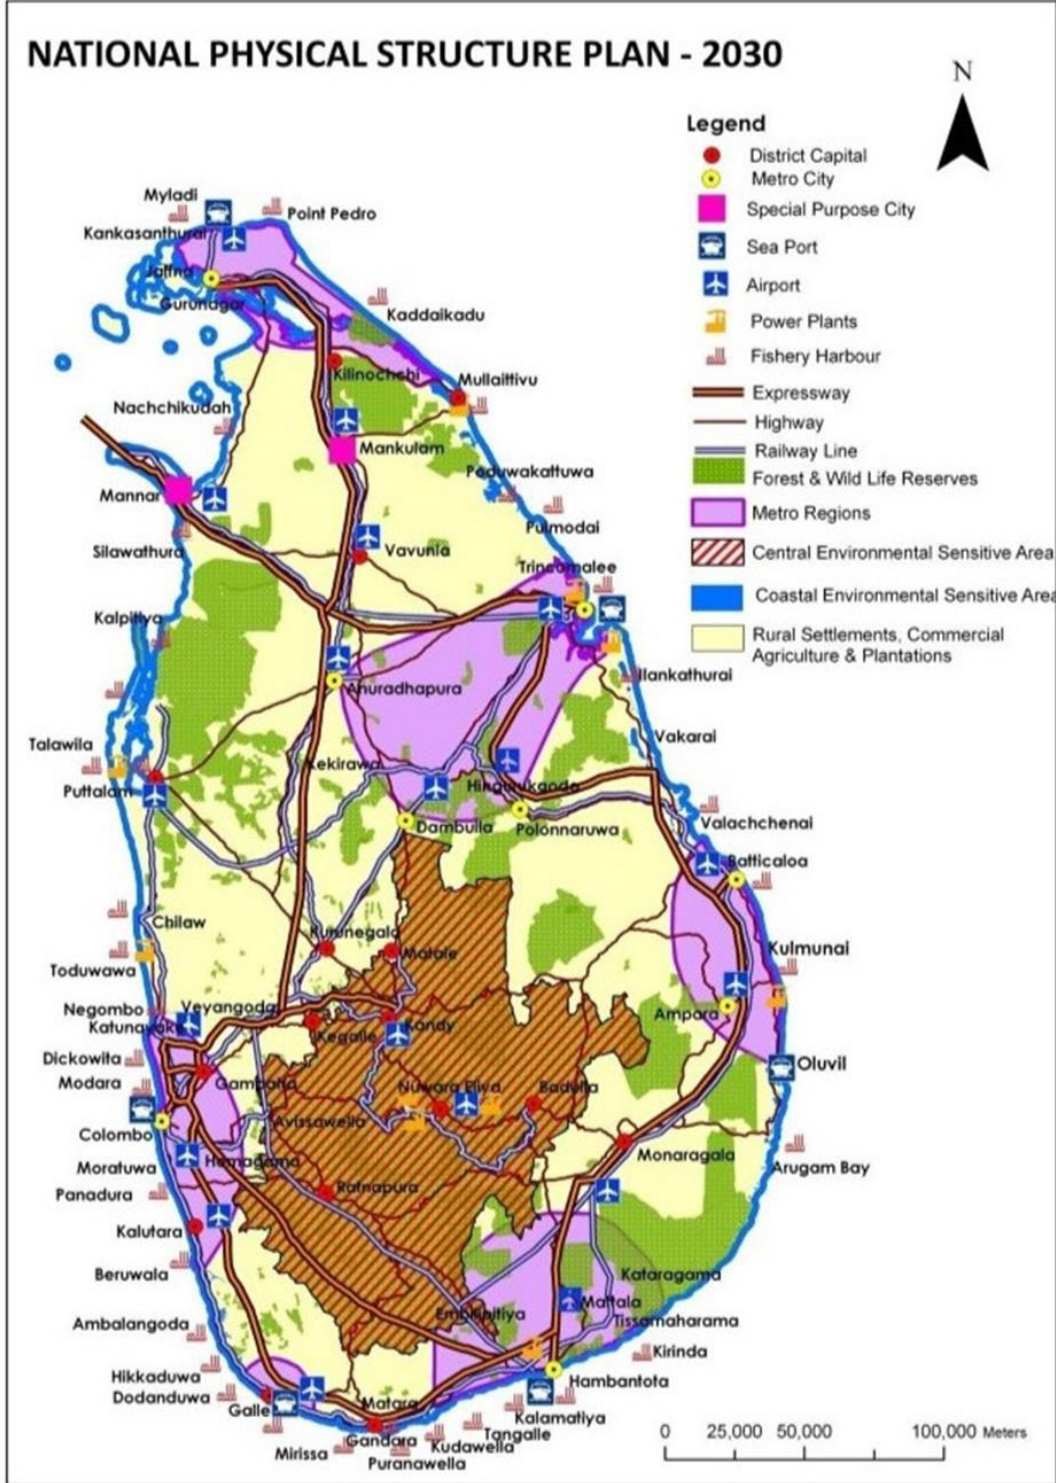 NATIONAL PHYSICAL STRUCTURE PLAN - 2030
N
Legend
District Capital
Metro City
Special Purpose City
Sea Port
Airport
Power Plants
Fishery Harbour
Expressway
Highway
Railway Line
Forest & Wild Life Reserves
Metro Regions
Central Environmental Sensitive Area
Coastal Environmental Sensitive Area
Rural Settlements, Commercial
Agriculture & Plantations
Myladi
Point Pedro
Kankasanthurai
Jaffna
Gurunagar
Kaddaikadu
Kilinochchi
Mullaittivu
Nachchikudah
Mankulam
Paduwakattuwa
Mannar
Pulmodai
Silawathura
Vavunia
Trincomalee
Kalpitiya
Illankathurai
Anuradhapura
Vakarai
Talawila
Kekirawa
Puttalam
Hingurukgoda
Dambulla
Polonnaruwa
Valachchenai
Batticaloa
Chilaw
Kurunegala
Matale
Kulmunai
Toduwawa
Negombo
Veyangoda
Katunayake
Ampara
Kegalle
Kandy
Dickowita
Oluvil
Modara
Gampaha
Nuwara Eliya
Badulla
Avissawella
Colombo
Monaragala
Moratuwa
Homagama
Arugam Bay
Panadura
Ratnapura
Kalutara
Beruwala
Kataragama
Mattala
Embilipitiya
Tissamaharama
Ambalangoda
Kirinda
Hikkaduwa
Hambantota
Dodanduwa
Galle
Matara
Kalamatiya
Tangalle
Gandara
Kudawella
Mirissa
Puranawella
0 25,000 50,000 100,000 Meters